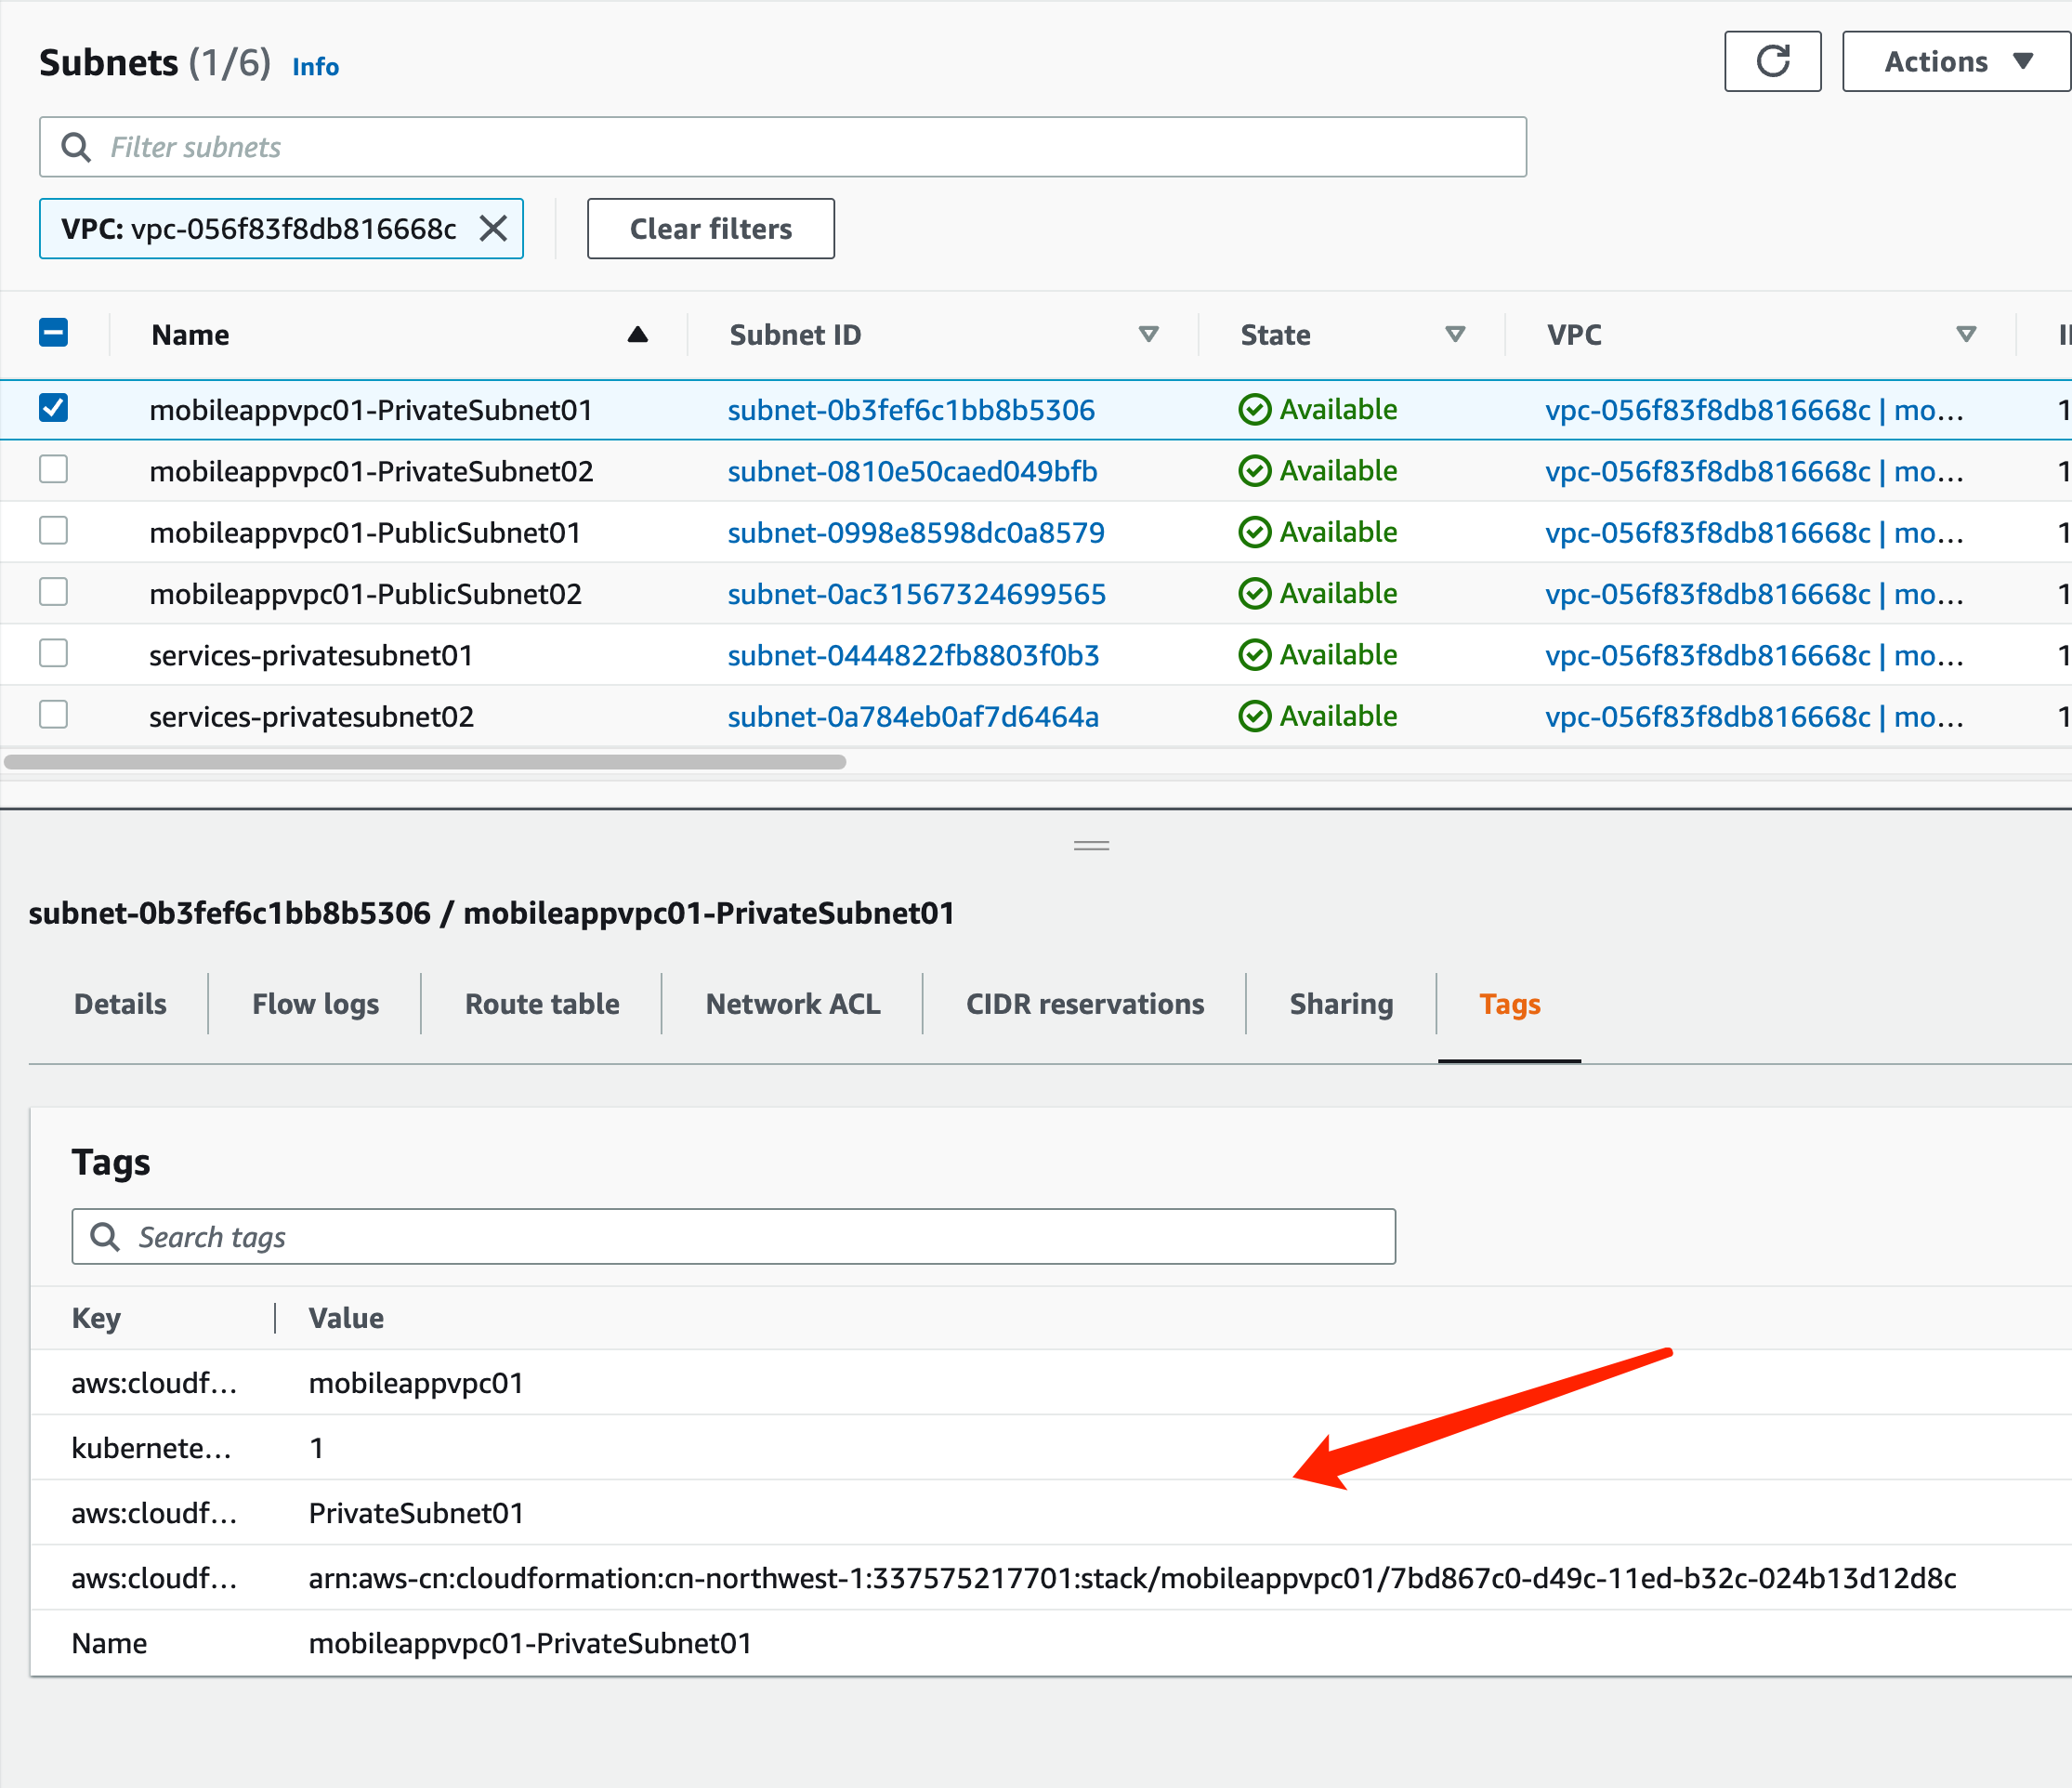 Subnets (1/6) Info
Actions
Filter subnets
VPC: vpc-056f83f8db816668c
Clear filters
Name Subnet ID State VPC
mobileappvpc01-PrivateSubnet01 subnet-0b3fef6c1bb8b5306 Available vpc-056f83f8db816668c | mo… 1
mobileappvpc01-PrivateSubnet02 subnet-0810e50caed049bfb Available vpc-056f83f8db816668c | mo… 1
mobileappvpc01-PublicSubnet01 subnet-0998e8598dc0a8579 Available vpc-056f83f8db816668c | mo… 1
mobileappvpc01-PublicSubnet02 subnet-0ac31567324699565 Available vpc-056f83f8db816668c | mo… 1
services-privatesubnet01 subnet-0444822fb8803f0b3 Available vpc-056f83f8db816668c | mo… 1
services-privatesubnet02 subnet-0a784eb0af7d6464a Available vpc-056f83f8db816668c | mo… 1
subnet-0b3fef6c1bb8b5306 / mobileappvpc01-PrivateSubnet01
Details Flow logs Route table Network ACL CIDR reservations Sharing Tags
Tags
Search tags
Key Value
aws:cloudf… mobileappvpc01
kubernete… 1
aws:cloudf… PrivateSubnet01
aws:cloudf… arn:aws-cn:cloudformation:cn-northwest-1:337575217701:stack/mobileappvpc01/7bd867c0-d49c-11ed-b32c-024b13d12d8c
Name mobileappvpc01-PrivateSubnet01